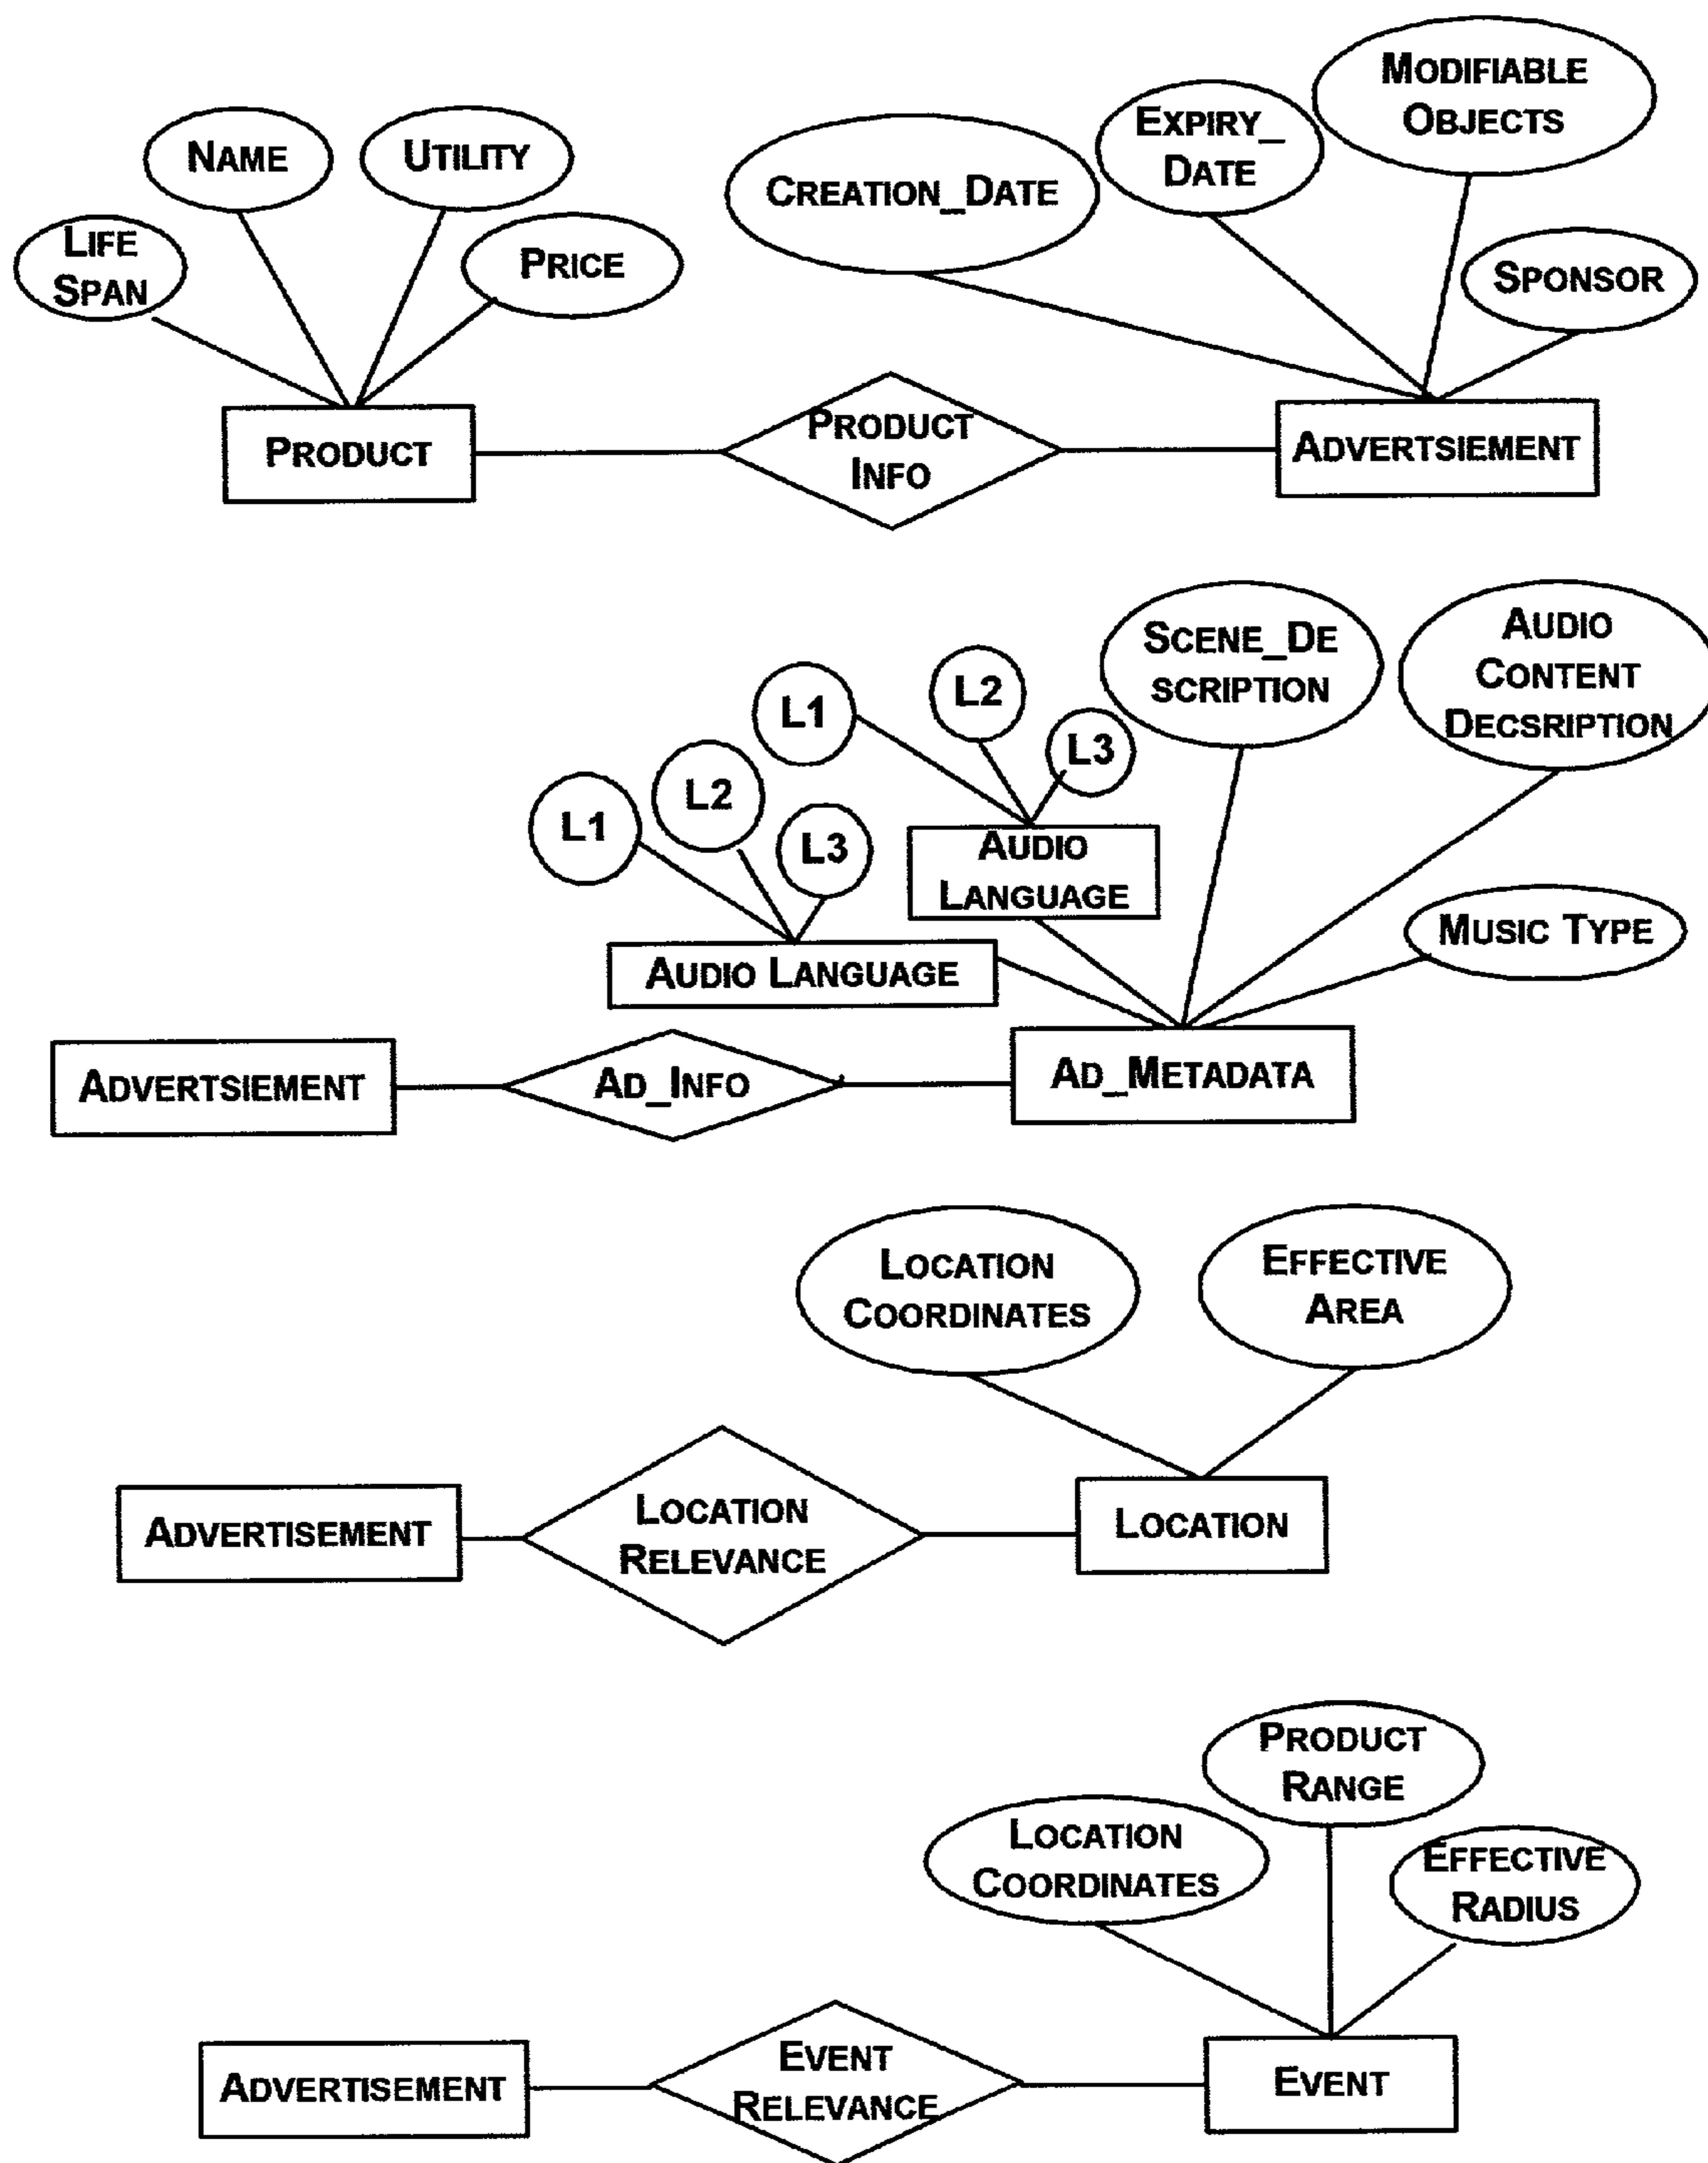 MODIFIABLE
OBJECTS
EXPIRY_
DATE
NAME
UTILITY
CREATION_DATE
LIFE
SPAN
PRICE
SPONSOR
PRODUCT
PRODUCT
INFO
ADVERTSIEMENT
SCENE_DE
SCRIPTION
AUDIO
CONTENT
DECSRIPTION
L1
L2
L3
L1
L2
L3
AUDIO
LANGUAGE
MUSIC TYPE
AUDIO LANGUAGE
ADVERTSIEMENT
AD_INFO
AD_METADATA
LOCATION
COORDINATES
EFFECTIVE
AREA
ADVERTISEMENT
LOCATION
RELEVANCE
LOCATION
PRODUCT
RANGE
LOCATION
COORDINATES
EFFECTIVE
RADIUS
ADVERTISEMENT
EVENT
RELEVANCE
EVENT